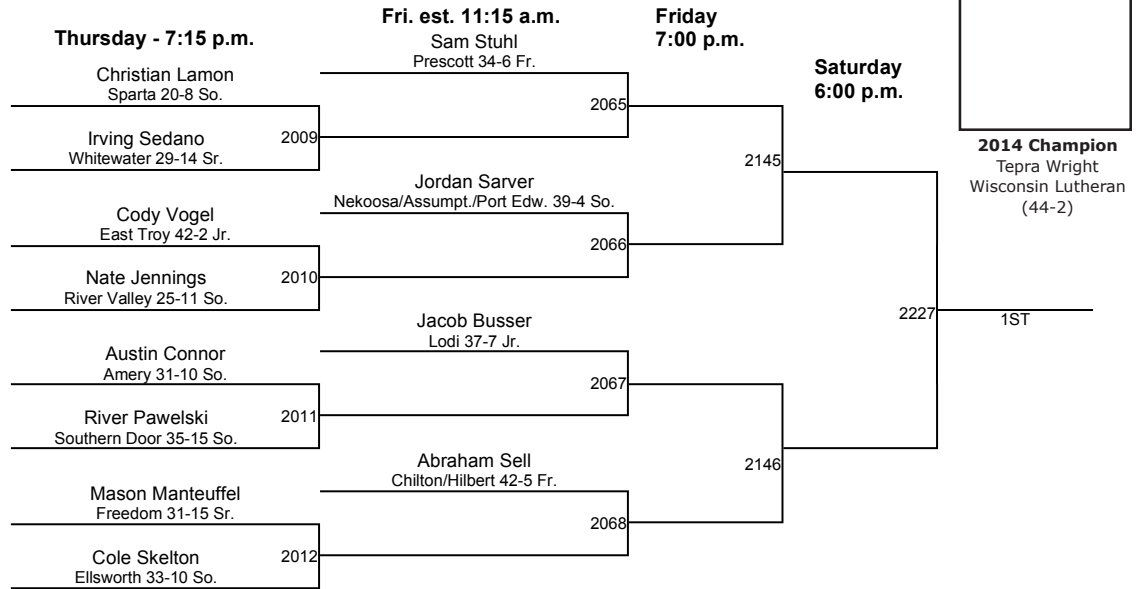 Thursday - 7:15 p.m.
Christian Lamon
Sparta 20-8 So.
Irving Sedano
Whitewater 29-14 Sr.
2009
Cody Vogel
East Troy 42-2 Jr.
Nate Jennings
River Valley 25-11 So.
2010
Austin Connor
Amery 31-10 So.
River Pawelski
Southern Door 35-15 So.
2011
Mason Manteuffel
Freedom 31-15 Sr.
Cole Skelton
Ellsworth 33-10 So.
2012
Fri. est. 11:15 a.m.
Sam Stuhl
Prescott 34-6 Fr.
2065
Jordan Sarver
Nekoosa/Assumpt./Port Edw. 39-4 So.
2066
Jacob Busser
Lodi 37-7 Jr.
2067
Abraham Sell
Chilton/Hilbert 42-5 Fr.
2068
Friday
7:00 p.m.
2145
2146
Saturday
6:00 p.m.
2227
1ST
2014 Champion
Tepra Wright
Wisconsin Lutheran
(44-2)